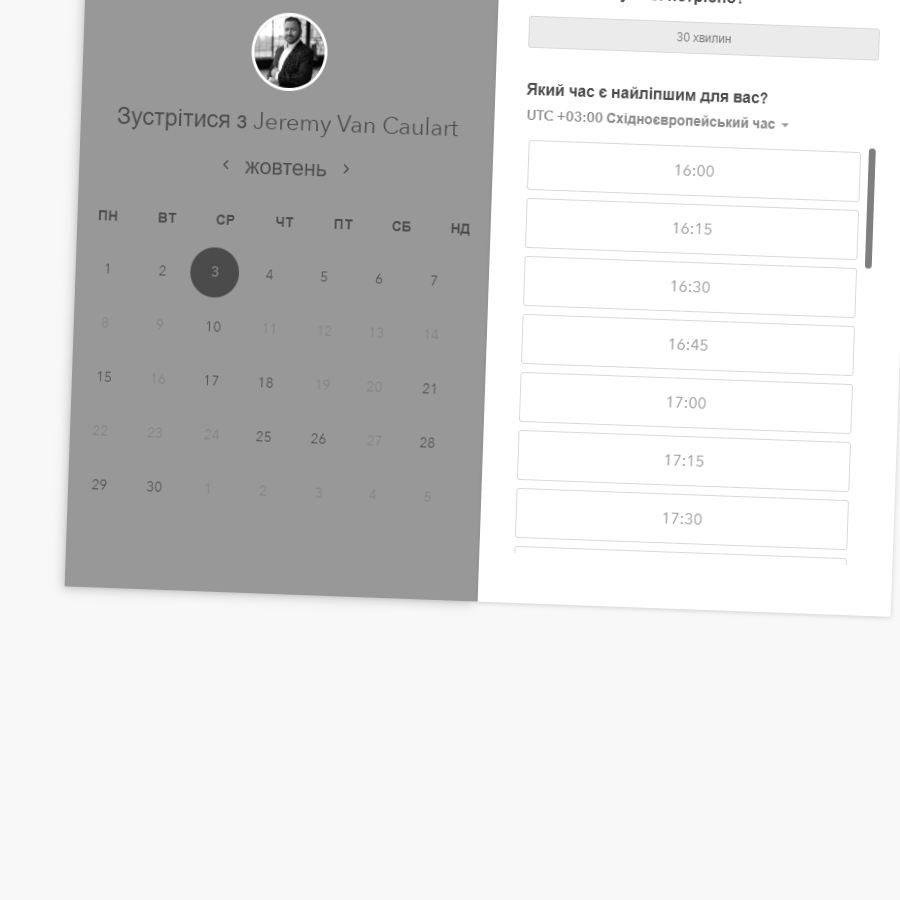 Зустрітися з Jeremy Van Caulart
жовтень
ПН ВТ СР ЧТ ПТ СБ НД
1 2 3 4 5 6 7
8 9 10 11 12 13 14
15 16 17 18 19 20 21
22 23 24 25 26 27 28
29 30 1 2 3 4 5
30 хвилин
Який час є найліпшим для вас?
UTC +03:00 Східноєвропейський час
16:00
16:15
16:30
16:45
17:00
17:15
17:30